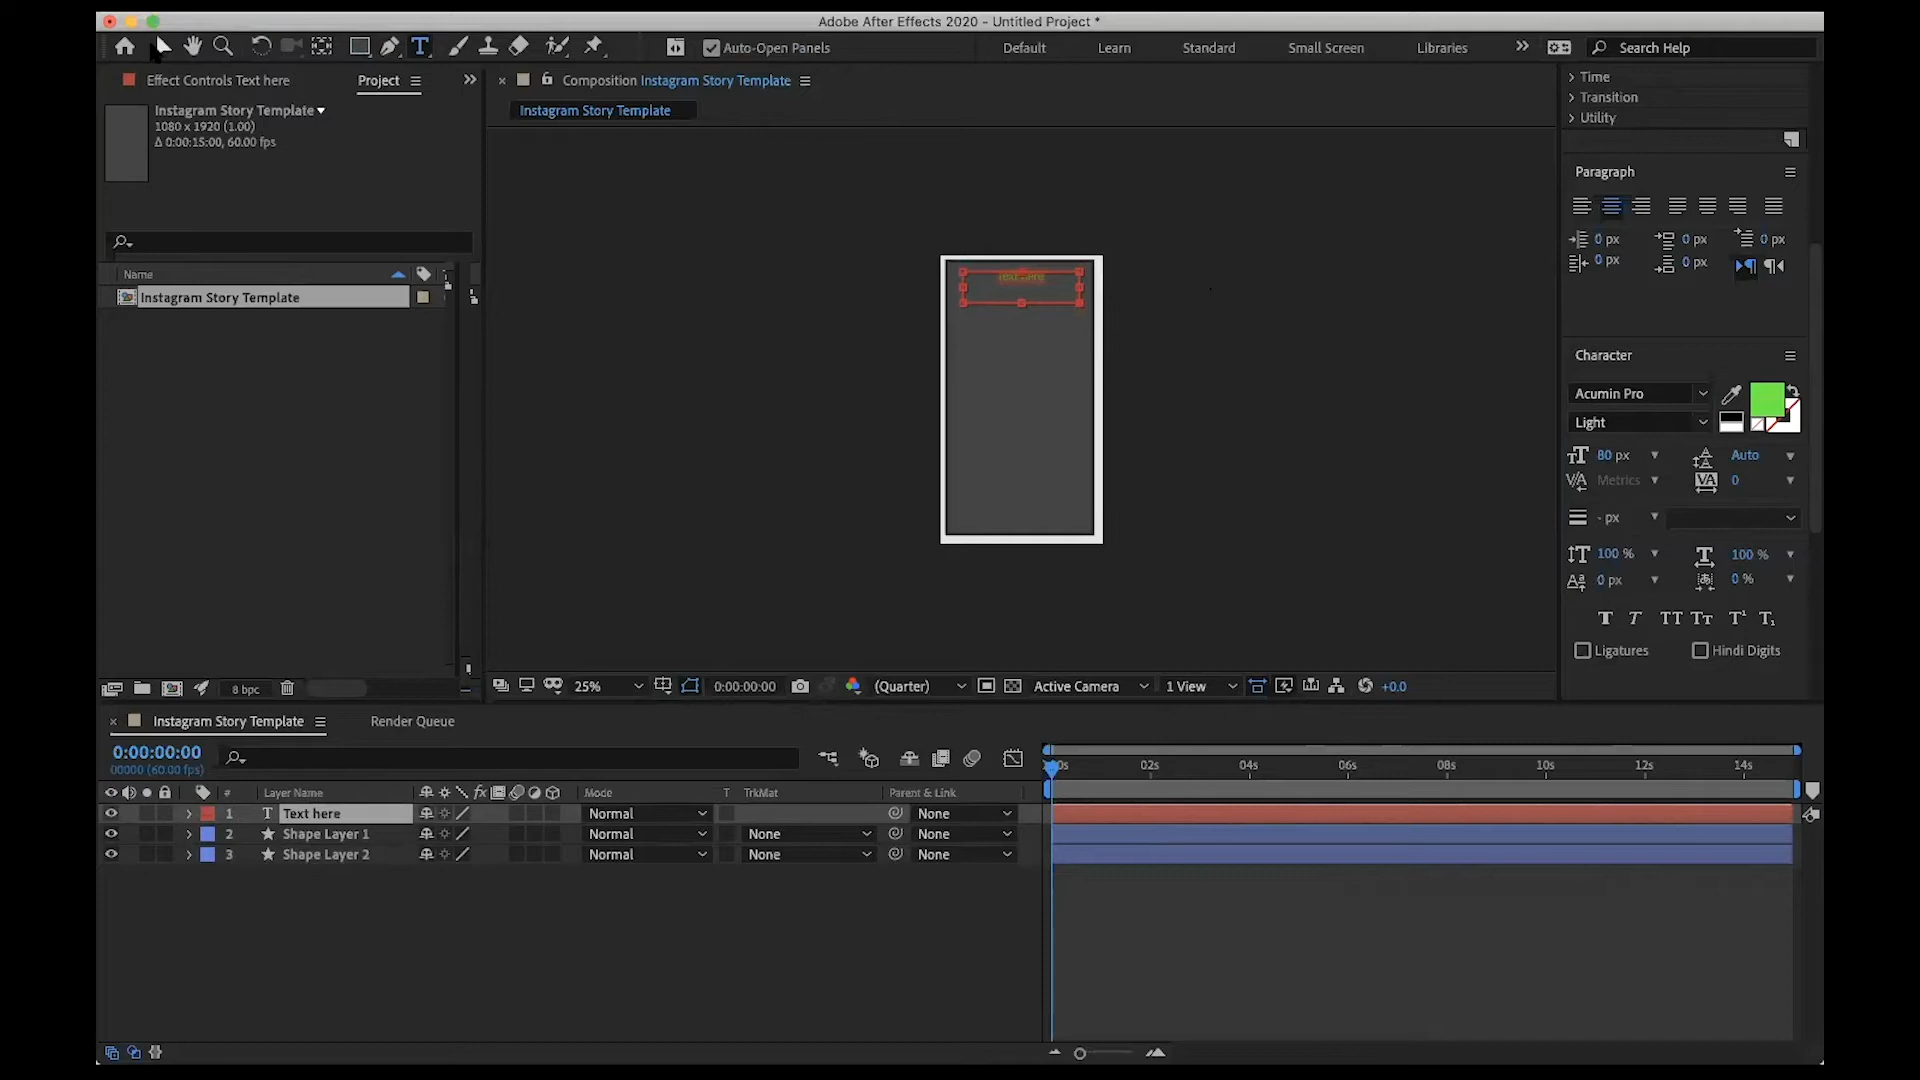 Adobe After Effects 2020 - Untitled Project *
Auto-Open Panels
Default
Learn
Standard
Small Screen
Libraries
Search Help
Effect Controls Text here
Project
Composition Instagram Story Template
Instagram Story Template
Instagram Story Template
1080 x 1920 (1.00)
Δ 0:00:15:00, 60.00 fps
Name
Instagram Story Template
8 bpc
Text here
25%
0:00:00:00
(Quarter)
Active Camera
1 View
+0.0
Time
Transition
Utility
Paragraph
0 px
0 px
0 px
0 px
0 px
Character
Acumin Pro
Light
80 px
Auto
Metrics
0
- px
100 %
100 %
0 px
0 %
Ligatures
Hindi Digits
Instagram Story Template
Render Queue
0:00:00:00
00000 (60.00 fps)
#
Layer Name
Mode
T TrkMat
Parent & Link
1 Text here Normal None
2 Shape Layer 1 Normal None None
3 Shape Layer 2 Normal None None
02s
04s
06s
08s
10s
12s
14s